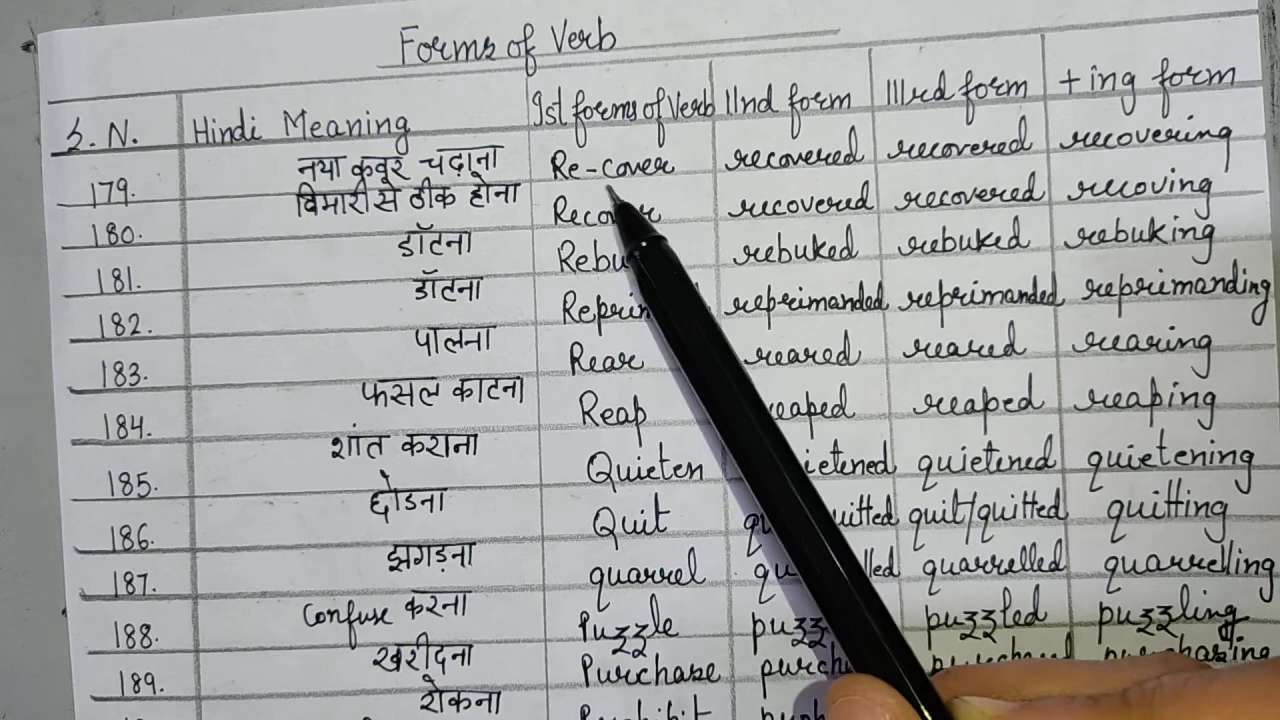 Forms of Verb
S. N. Hindi Meaning Ist forms of Verb IInd form IIIrd form + ing form
179. नया कवर चढ़ाना Re-cover recovered recovered recovering
180. बिमारी से ठीक होना Recover recovered recovered recoving
181. डॉटना rebuked rebuked rebuking
182. डॉटना reprimanded reprimanded reprimanding
183. पालना Rear reared reared rearing
184. फसल काटना Reap reaped reaping
185. शांत कराना Quieten quietened quietening
186. छोडना Quit quit/quitted quitting
187. झगड़ना quarrel quarrelled quarrelling
188. Confuse करना Puzzle puzzled puzzling
189. खरीदना Purchase
रोकना